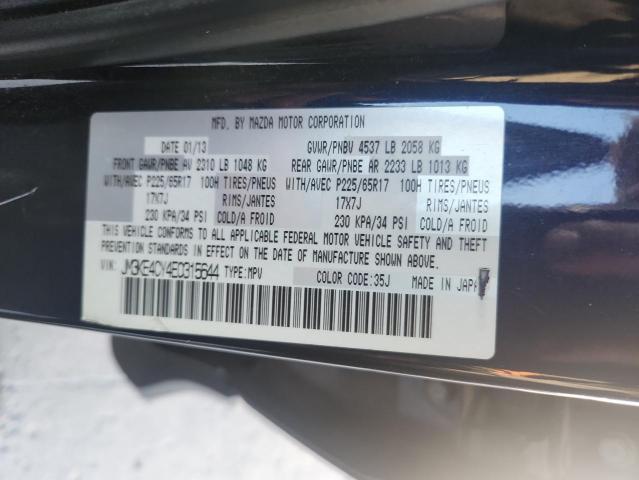 MFD. BY MAZDA MOTOR CORPORATION
DATE 01/13 GVWR/PNBV 4537 LB 2058 KG
FRONT GAWR/PNBE AV 2310 LB 1048 KG REAR GAWR/PNBE AR 2233 LB 1013 KG
WITH/AVEC P225/65R17 100H TIRES/PNEUS WITH/AVEC P225/65R17 100H TIRES/PNEUS
17X7J RIMS/JANTES 17X7J RIMS/JANTES
230 KPA/34 PSI COLD/A FROID 230 KPA/34 PSI COLD/A FROID
THIS VEHICLE CONFORMS TO ALL APPLICABLE FEDERAL MOTOR VEHICLE SAFETY AND THEFT
PREVENTION STANDARDS IN EFFECT ON THE DATE OF MANUFACTURE SHOWN ABOVE.
VIN: JM3KE4CY4E0315644 TYPE:MPV COLOR CODE:35J MADE IN JAPAN